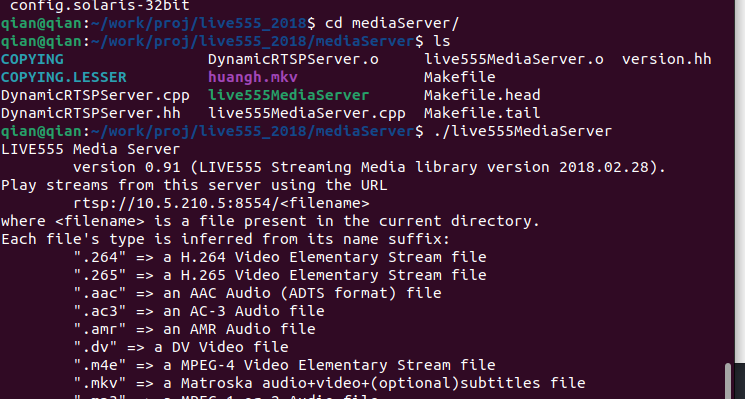 config.solaris-32bit
qian@qian:~/work/proj/live555_2018$ cd mediaServer/
qian@qian:~/work/proj/live555_2018/mediaServer$ ls
COPYING DynamicRTSPServer.o live555MediaServer.o version.hh
COPYING.LESSER huangh.mkv Makefile
DynamicRTSPServer.cpp live555MediaServer Makefile.head
DynamicRTSPServer.hh live555MediaServer.cpp Makefile.tail
qian@qian:~/work/proj/live555_2018/mediaServer$ ./live555MediaServer
LIVE555 Media Server
version 0.91 (LIVE555 Streaming Media library version 2018.02.28).
Play streams from this server using the URL
rtsp://10.5.210.5:8554/<filename>
where <filename> is a file present in the current directory.
Each file's type is inferred from its name suffix:
".264" => a H.264 Video Elementary Stream file
".265" => a H.265 Video Elementary Stream file
".aac" => an AAC Audio (ADTS format) file
".ac3" => an AC-3 Audio file
".amr" => an AMR Audio file
".dv" => a DV Video file
".m4e" => a MPEG-4 Video Elementary Stream file
".mkv" => a Matroska audio+video+(optional)subtitles file